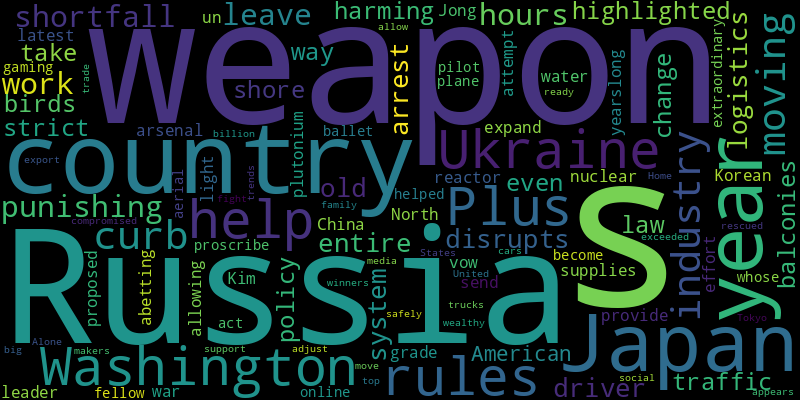 shortfall
un
leave
harming
Jong
hours
highlighted
latest
take
Weapon
way
pilot
plane
water
ready
attempt
yearslong
change
extraordinary
logistics
moving
allow
gaming
work
birds
trade
shore
arrest
strict
arsenal
billion
ballet
expand
country
light
plutonium
Ukraine
export
aerial
fight
trends
reactor
even
nuclear
Home
industry
Korean
year
old
family
helped
North
Plus
S
law
rescued
punishing
compromised
help
China
curb
proscribe
entire
disrupts
exceeded
balconies
Russia
proposed
abetting
allowing
Kim
policy
system
media
vow
States
cars
become
supplies
send
United
effort
whose
act
winners
safely
trucks
wealthy
provide
Tokyo
Japan
big
Alone
makers
Washington
support
adjust
move
grade
American
rules
top
driver
social
traffic
leader
fellow
war
online
appears